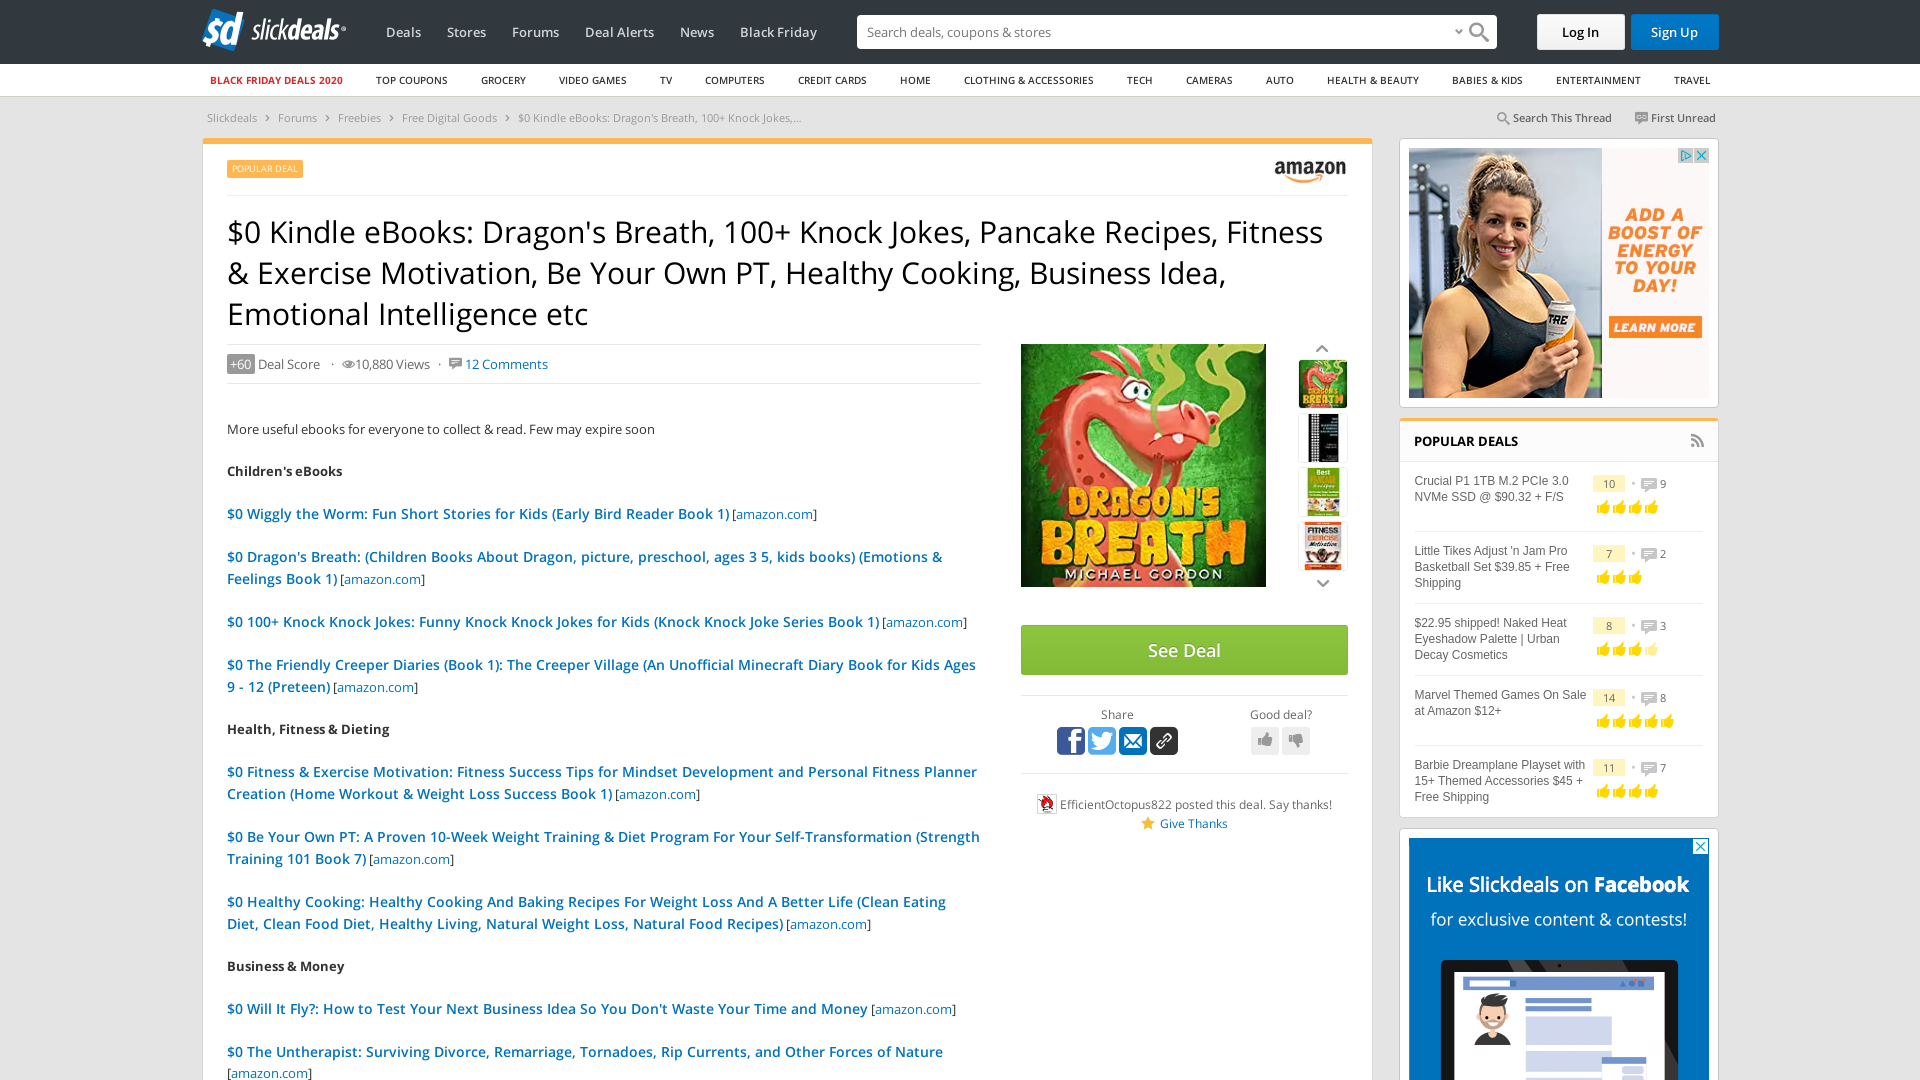 slickdeals
Deals
Stores
Forums
Deal Alerts
News
Black Friday
Search deals, coupons & stores
Log In
Sign Up
BLACK FRIDAY DEALS 2020
TOP COUPONS
GROCERY
VIDEO GAMES
TV
COMPUTERS
CREDIT CARDS
HOME
CLOTHING & ACCESSORIES
TECH
CAMERAS
AUTO
HEALTH & BEAUTY
BABIES & KIDS
ENTERTAINMENT
TRAVEL
Slickdeals > Forums > Freebies > Free Digital Goods > $0 Kindle eBooks: Dragon's Breath, 100+ Knock Jokes,...
Search This Thread
First Unread
POPULAR DEAL
amazon
$0 Kindle eBooks: Dragon's Breath, 100+ Knock Jokes, Pancake Recipes, Fitness
& Exercise Motivation, Be Your Own PT, Healthy Cooking, Business Idea,
Emotional Intelligence etc
+60 Deal Score · 10,880 Views · 12 Comments
More useful ebooks for everyone to collect & read. Few may expire soon
Children's eBooks
$0 Wiggly the Worm: Fun Short Stories for Kids (Early Bird Reader Book 1) [amazon.com]
$0 Dragon's Breath: (Children Books About Dragon, picture, preschool, ages 3 5, kids books) (Emotions &
Feelings Book 1) [amazon.com]
$0 100+ Knock Knock Jokes: Funny Knock Knock Jokes for Kids (Knock Knock Joke Series Book 1) [amazon.com]
$0 The Friendly Creeper Diaries (Book 1): The Creeper Village (An Unofficial Minecraft Diary Book for Kids Ages
9 - 12 (Preteen) [amazon.com]
Health, Fitness & Dieting
$0 Fitness & Exercise Motivation: Fitness Success Tips for Mindset Development and Personal Fitness Planner
Creation (Home Workout & Weight Loss Success Book 1) [amazon.com]
$0 Be Your Own PT: A Proven 10-Week Weight Training & Diet Program For Your Self-Transformation (Strength
Training 101 Book 7) [amazon.com]
$0 Healthy Cooking: Healthy Cooking And Baking Recipes For Weight Loss And A Better Life (Clean Eating
Diet, Clean Food Diet, Healthy Living, Natural Weight Loss, Natural Food Recipes) [amazon.com]
Business & Money
$0 Will It Fly?: How to Test Your Next Business Idea So You Don't Waste Your Time and Money [amazon.com]
$0 The Untherapist: Surviving Divorce, Remarriage, Tornadoes, Rip Currents, and Other Forces of Nature
[amazon.com]
DRAGON'S
BREATH
MICHAEL GORDON
DRAGON'S
BREATH
Best
FITNESS
EXERCISE
Motivation
See Deal
Share
Good deal?
EfficientOctopus822 posted this deal. Say thanks!
Give Thanks
ADD A
BOOST OF
ENERGY
TO YOUR
DAY!
LEARN MORE
TRE
POPULAR DEALS
Crucial P1 1TB M.2 PCIe 3.0
NVMe SSD @ $90.32 + F/S
10 • 9
Little Tikes Adjust 'n Jam Pro
Basketball Set $39.85 + Free
Shipping
7 • 2
$22.95 shipped! Naked Heat
Eyeshadow Palette | Urban
Decay Cosmetics
8 • 3
Marvel Themed Games On Sale
at Amazon $12+
14 • 8
Barbie Dreamplane Playset with
15+ Themed Accessories $45 +
Free Shipping
11 • 7
Like Slickdeals on Facebook
for exclusive content & contests!